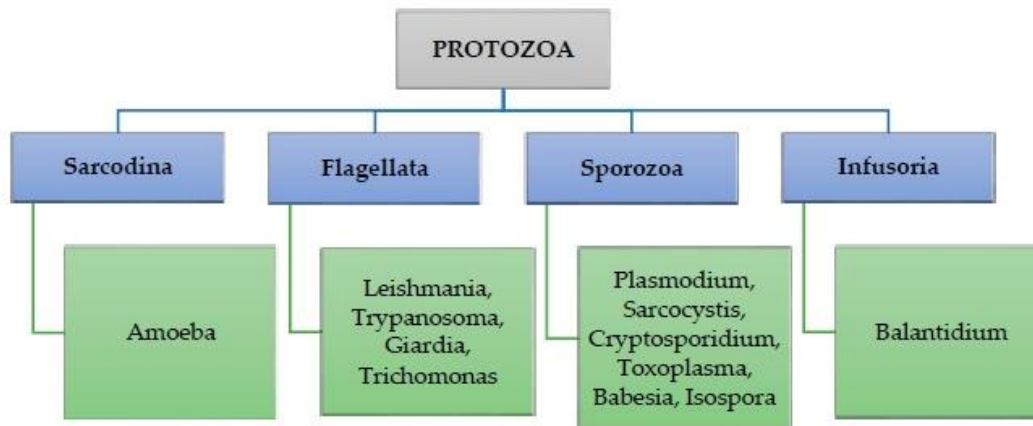 PROTOZOA
Sarcodina
Flagellata
Sporozoa
Infusoria
Amoeba
Leishmania,
Trypanosoma,
Giardia,
Trichomonas
Plasmodium,
Sarcocystis,
Cryptosporidium,
Toxoplasma,
Babesia, Isospora
Balantidium